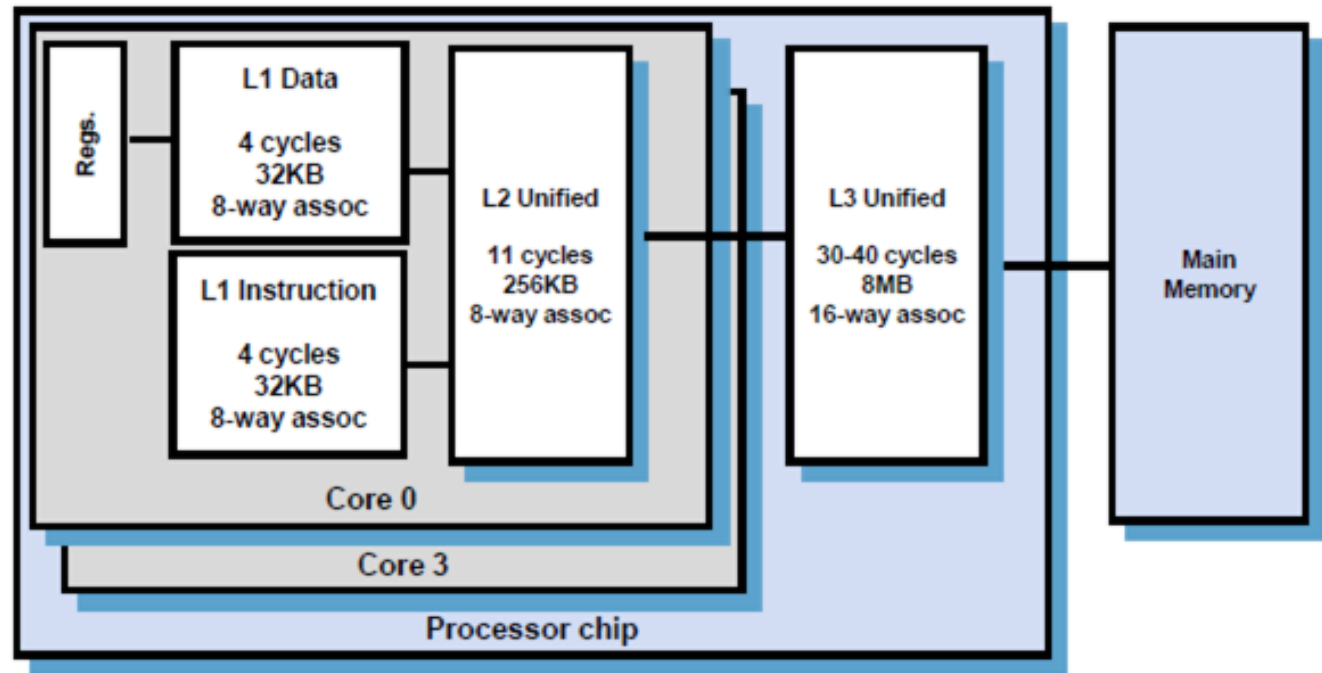 Regs.
L1 Data
4 cycles
32KB
8-way assoc
L1 Instruction
4 cycles
32KB
8-way assoc
L2 Unified
11 cycles
256KB
8-way assoc
Core 0
Core 3
L3 Unified
30-40 cycles
8MB
16-way assoc
Processor chip
Main
Memory